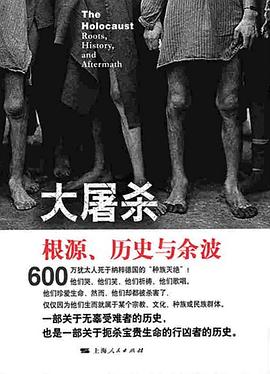 The
Holocaust
Roots,
History,
and
Aftermath
大屠杀
根源、历史与余波
600万犹太人死于纳粹德国的“种族灭绝”！
他们哭、他们笑、他们祈祷、他们歌唱，
他们珍爱生命，然而，他们却都被杀害了，
仅仅因为他们生而就属于某个宗教、文化、种族或民族群体。
一部关于无辜受难者的历史，
也是一部关于扼杀宝贵生命的行凶者的历史。
上海人民出版社